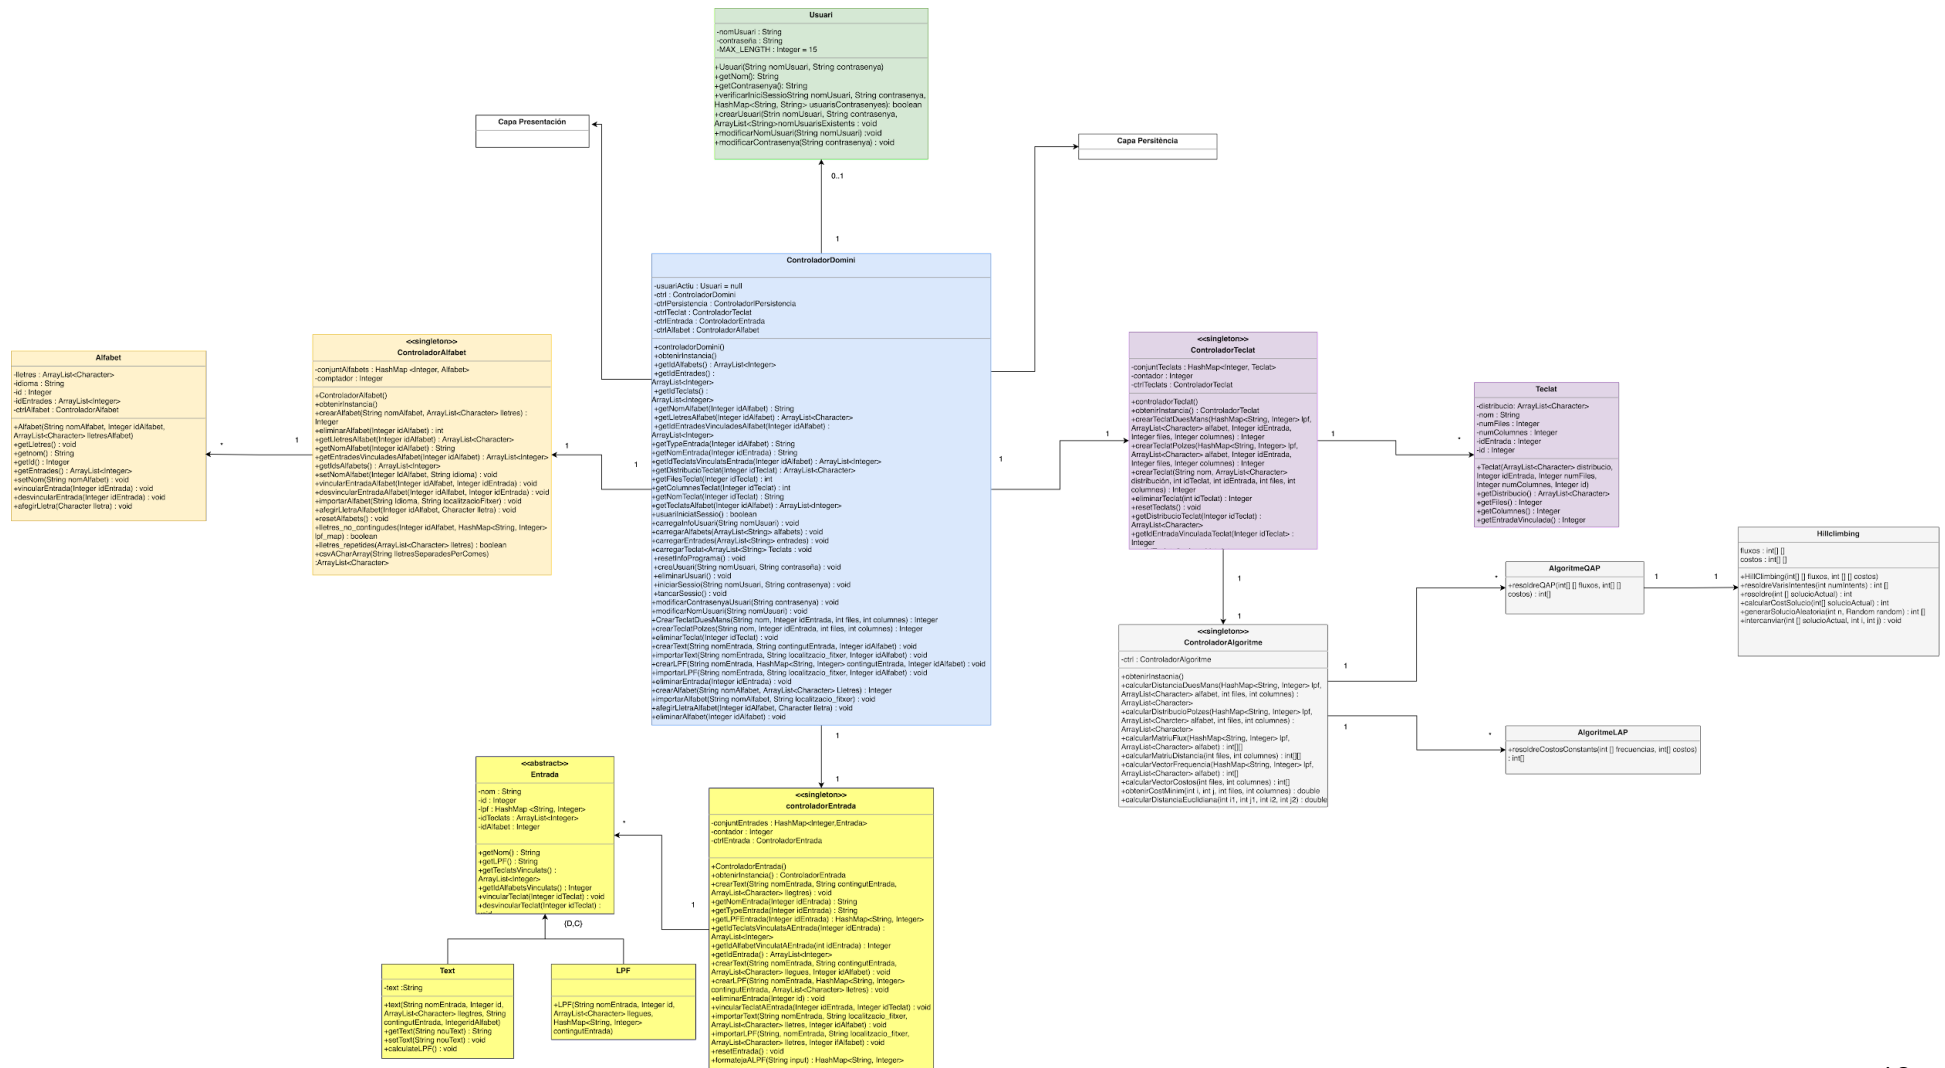 Usuari
-nomUsuari : String
-contraseña : String
-MAX_LENGTH : Integer = 15
+Usuari(String nomUsuari, String contrasenya)
+getNom(): String
+getContrasenya(): String
+verificarIniciSessioString nomUsuari, String contrasenya,
HashMap<String, String> usuarisContrasenyes): boolean
+crearUsuari(Strin nomUsuari, String contrasenya,
ArrayList<String>nomUsuarisExistents : void
+modificarNomUsuari(String nomUsuari) :void
+modificarContrasenya(String contrasenya) : void
Capa Presentación
Capa Persitència
0..1
1
ControladorDomini
-usuariActiu : Usuari = null
-ctrl : ControladorDomini
-ctrlPersistencia : ControladorIPersistencia
-ctrlTeclat : ControladorTeclat
-ctrlEntrada : ControladorEntrada
-ctrlAlfabet : ControladorAlfabet
+controladorDomini()
+obtenirInstancia()
+getIdAlfabets() : ArrayList<Integer>
+getIdEntrades() :
ArrayList<Integer>
+getIdTeclats() :
ArrayList<Integer>
+getNomAlfabet(Integer idAlfabet) : String
+getLletresAlfabet(Integer idAlfabet) : ArrayList<Character>
+getIdEntradesVinculadesAlfabet(Integer idAlfabet) :
ArrayList<Integer>
+getTypeEntrada(Integer idAlfabet) : String
+getNomEntrada(Integer idEntrada) : String
+getIdTeclatsVinculatsEntrada(Integer idAlfabet) : ArrayList<Integer>
+getDistribucioTeclat(Integer idTeclat) : ArrayList<Character>
+getFilesTeclat(Integer idTeclat) : int
+getColumnesTeclat(Integer idTeclat) : int
+getNomTeclat(Integer idTeclat) : String
+getTeclatsAlfabet(Integer idAlfabet) : ArrayList<Integer>
+usuariIniciatSessio() : boolean
+carregaInfoUsuari(String nomUsuari) : void
+carregarAlfabets(ArrayList<String> alfabets) : void
+carregarEntrades(ArrayList<String> entrades) : void
+carregarTeclat<ArrayList<String> Teclats) : void
+resetInfoPrograma() : void
+creaUsuari(String nomUsuari, String contraseña) : void
+eliminarUsuari() : void
+iniciarSessio(String nomUsuari, String contrasenya) : void
+tancarSessio() : void
+modificarContrasenyaUsuari(String contrasenya) : void
+modificarNomUsuari(String nomUsuari) : void
+CrearTeclatDuesMans(String nom, Integer idEntrada, int files, int columnes) : Integer
+crearTeclatPolzes(String nom, Integer idEntrada, int files, int columnes) : Integer
+eliminarTeclat(Integer idTeclat) : void
+crearText(String nomEntrada, String contingutEntrada, Integer idAlfabet) : void
+importarText(String nomEntrada, String localitzacio_fitxer, Integer idAlfabet) : void
+crearLPF(String nomEntrada, HashMap<String, Integer> contingutEntrada, Integer idAlfabet) : void
+importarLPF(String nomEntrada, String localitzacio_fitxer, Integer idAlfabet) : void
+eliminarEntrada(Integer idEntrada) : void
+crearAlfabet(String nomAlfabet, ArrayList<Character> Lletres) : Integer
+importarAlfabet(String nomAlfabet, String localitzacio_fitxer) : void
+afegirLletraAlfabet(Integer idAlfabet, Character lletra) : void
+eliminarAlfabet(Integer idAlfabet) : void
Alfabet
-lletres : ArrayList<Character>
-idioma : String
-id : Integer
-idEntrades : ArrayList<Integer>
-ctrlAlfabet : ControladorAlfabet
+Alfabet(String nomAlfabet, Integer idAlfabet,
ArrayList<Character> lletresAlfabet)
+getLletres() : void
+getnom() : String
+getId() : Integer
+getEntrades() : ArrayList<Integer>
+setNom(String nomAlfabet) : void
+vincularEntrada(Integer idEntrada) : void
+desvincularEntrada(Integer idEntrada) : void
+afegirLletra(Character lletra) : void
*
1
<<singleton>>
ControladorAlfabet
-conjuntAlfabets : HashMap <Integer, Alfabet>
-comptador : Integer
+ControladorAlfabet()
+obtenirInstancia()
+crearAlfabet(String nomAlfabet, ArrayList<Character> lletres) :
Integer
+eliminarAlfabet(Integer idAlfabet) : int
+getLletresAlfabet(Integer idAlfabet) : ArrayList<Character>
+getNomAlfabet(Integer idAlfabet) : String
+getEntradesVinculadesAlfabet(Integer idAlfabet) : ArrayList<Integer>
+getIdsAlfabets() : ArrayList<Integer>
+setNomAlfabet(Integer IdAlfabet, String idioma) : void
+vincularEntradaAlfabet(Integer idAlfabet, Integer idEntrada) : void
+desvincularEntradaAlfabet(Integer idAlfabet, Integer idEntrada) : void
+importarAlfabet(String Idioma, String localitzacioFitxer) : void
+afegirLletraAlfabet(Integer idAlfabet, Character lletra) : void
+resetAlfabets() : void
+lletres_no_contingudes(Integer idAlfabet, HashMap<String, Integer>
lpf_map) : boolean
+lletres_repetides(ArrayList<Character> lletres) : boolean
+csvACharArray(String lletresSeparadesPerComes)
:ArrayList<Character>
1
1
1
1
<<singleton>>
ControladorTeclat
-conjuntTeclats : HashMap<Integer, Teclat>
-contador : Integer
-ctrlTeclats : ControladorTeclat
+controladorTeclat()
+obtenirInstancia() : ControladorTeclat
+crearTeclatDuesMans(HashMap<String, Integer> lpf,
ArrayList<Character> alfabet, Integer idEntrada,
Integer files, Integer columnes) : Integer
+crearTeclatPolzes(HashMap<String, Integer> lpf,
ArrayList<Character> alfabet, Integer idEntrada,
Integer files, Integer columnes) : Integer
+crearTeclat(String nom, ArrayList<Character>
distribución, int idTeclat, int idEntrada, int files, int
columnes) : Integer
+eliminarTeclat(Integer idTeclat) : Integer
+resetTeclats() : void
+getDistribucioTeclat(Integer idTeclat) :
ArrayList<Character>
+getIdEntradaVinculadaTeclat(Integer idTeclat) :
Integer
1
*
Teclat
-distribucio: ArrayList<Character>
-nom : String
-numFiles : Integer
-numColumnes : Integer
-idEntrada : Integer
-id : Integer
+Teclat(ArrayList<Character> distribucio,
Integer idEntrada, Integer numFiles,
Integer numColumnes, Integer id)
+getDistribucio() : ArrayList<Character>
+getFiles() : Integer
+getColumnes() : Integer
+getEntradaVinculada() : Integer
1
1
<<singleton>>
ControladorAlgoritme
-ctrl : ControladorAlgoritme
+obtenirInstacnia()
+calcularDistanciaDuesMans(HashMap<String, Integer> lpf,
ArrayList<Character> alfabet, int files, int columnes) :
ArrayList<Character>
+calcularDistribucioPolzes(HashMap<String, Integer> lpf,
ArrayList<Charcter> alfabet, int files, int columnes) :
ArrayList<Character>
+calcularMatriuFlux(HashMap<String, Integer> lpf,
ArrayList<Character> alfabet) : int[][]
+calcularMatriuDistancia(int files, int columnes) : int[][]
+calcularVectorFrequencia(HashMap<String, Integer> lpf,
ArrayList<Character> alfabet) : int[]
+calcularVectorCostos(int files, int columnes) : int[]
+obtenirCostMinim(int i, int j, int files, int columnes) : double
+calcularDistanciaEuclidiana(int i1, int j1, int i2, int j2) : double
1
*
AlgoritmeQAP
+resoldreQAP(int[] [] fluxos, int[] []
costos) : int[]
1
1
Hillclimbing
fluxos : int[] []
costos : int[] []
+HillClimbing(int[] [] fluxos, int [] [] costos)
+resoldreVarisIntentes(int numIntents) : int []
+resoldre(int [] solucioActual) : int
+calcularCostSolucio(int[] solucioActual) : int
+generarSolucioAleatoria(int n, Random random) : int []
+intercanviar(int [] solucioActual, int i, int j) : void
1
*
AlgoritmeLAP
+resoldreCostosConstants(int [] frecuencias, int[] costos)
: int[]
1
1
<<abstract>>
Entrada
-nom : String
-id : Integer
-lpf : HashMap <String, Integer>
-idTeclats : ArrayList<Integer>
-idAlfabet : Integer
+getNom() : String
+getLPF() : String
+getTeclatsVinculats() :
ArrayList<Integer>
+getIdAlfabetsVinculats() : Integer
+vincularTeclat(Integer idTeclat) : void
+desvincularTeclat(Integer idTeclat) :
*
1
{D,C}
Text
-text :String
+text(String nomEntrada, Integer id,
ArrayList<Character> llegtres, String
contingutEntrada, IntegeridAlfabet)
+getText(String nouText) : String
+setText(String nouText) : void
+calculateLPF() : void
LPF
+LPF(String nomEntrada, Integer id,
ArrayList<Character> llegues,
HashMap<String, Integer>
contingutEntrada)
<<singleton>>
controladorEntrada
-conjuntEntrades : HashMap<Integer,Entrada>
-contador : Integer
-ctrlEntrada : ControladorEntrada
+ControladorEntrada()
+obtenirInstancia() : ControladorEntrada
+crearText(String nomEntrada, String contingutEntrada,
ArrayList<Character> llegtres) : void
+getNomEntrada(Integer idEntrada) : String
+getTypeEntrada(Integer idEntrada) : String
+getLPFEntrada(Integer idEntrada) : HashMap<String, Integer>
+getIdTeclatsVinculatsAEntrada(Integer idEntrada) :
ArrayList<Integer>
+getIdAlfabetVinculatAEntrada(int idEntrada) : Integer
+getIdEntrada() : ArrayList<Integer>
+crearText(String nomEntrada, String contingutEntrada,
ArrayList<Character> llegues, Integer idAlfabet) : void
+crearLPF(String nomEntrada, HashMap<String, Integer>
contingutEntrada, ArrayList<Character> lletres) : void
+eliminarEntrada(Integer id) : void
+vincularTeclatAEntrada(Integer idEntrada, Integer idTeclat) : void
+importarText(String nomEntrada, String localitzacio_fitxer,
ArrayList<Character> lletres, Integer idAlfabet) : void
+importarLPF(String, nomEntrada, String localitzacio_fitxer,
ArrayList<Character> lletres, Integer ifAlfabet) : void
+resetEntrada() : void
+formatejaALPF(String input) : HashMap<String, Integer>